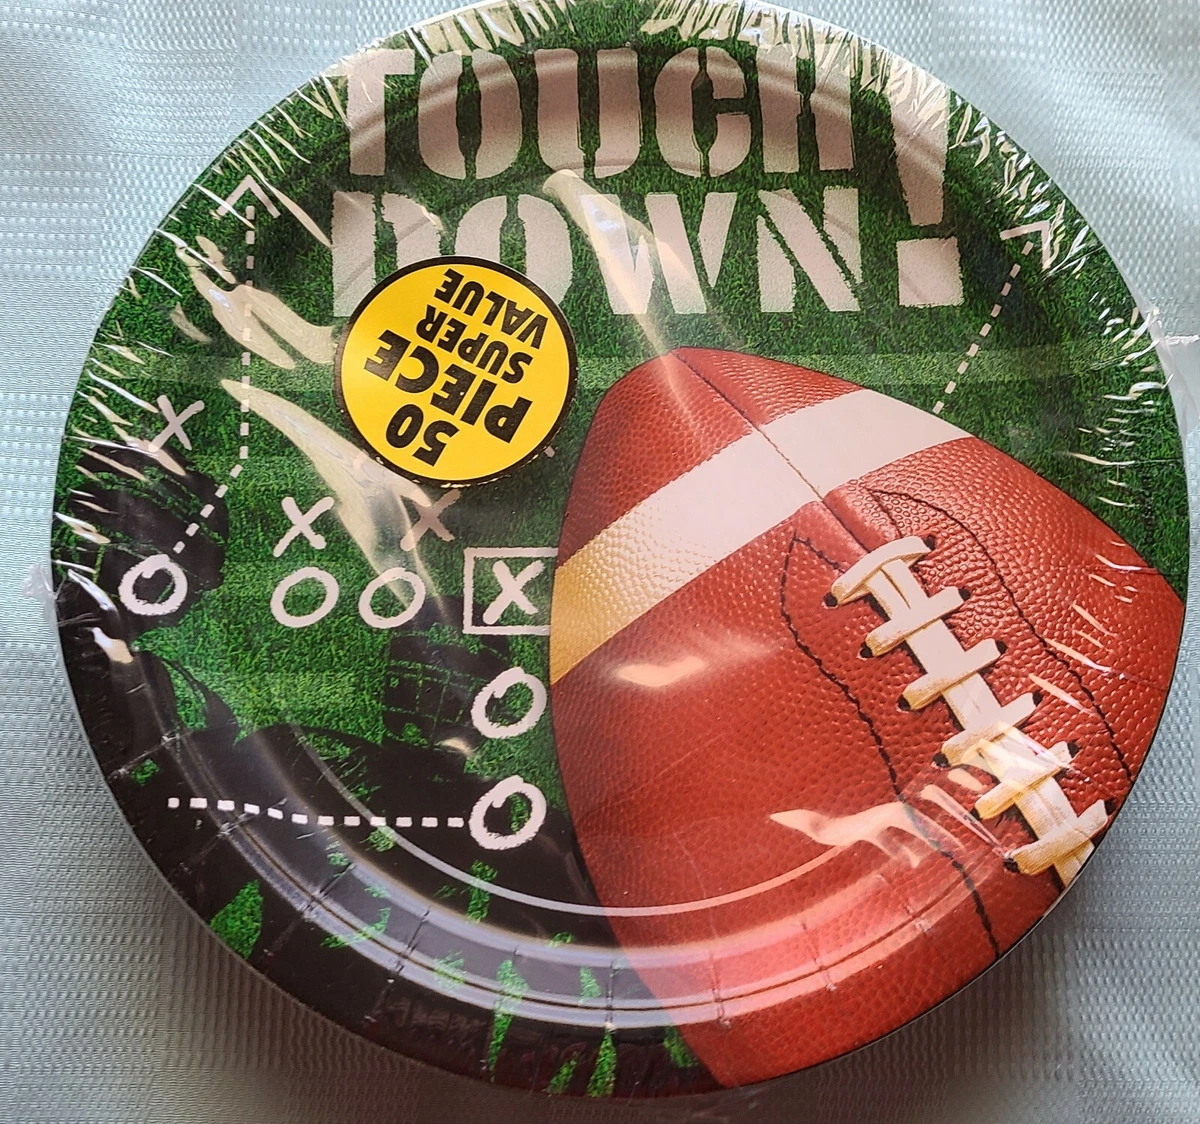 TOUCH
DOWN!
50
PIECE
SUPER
VALUE
X
X X
O O O X
O
O